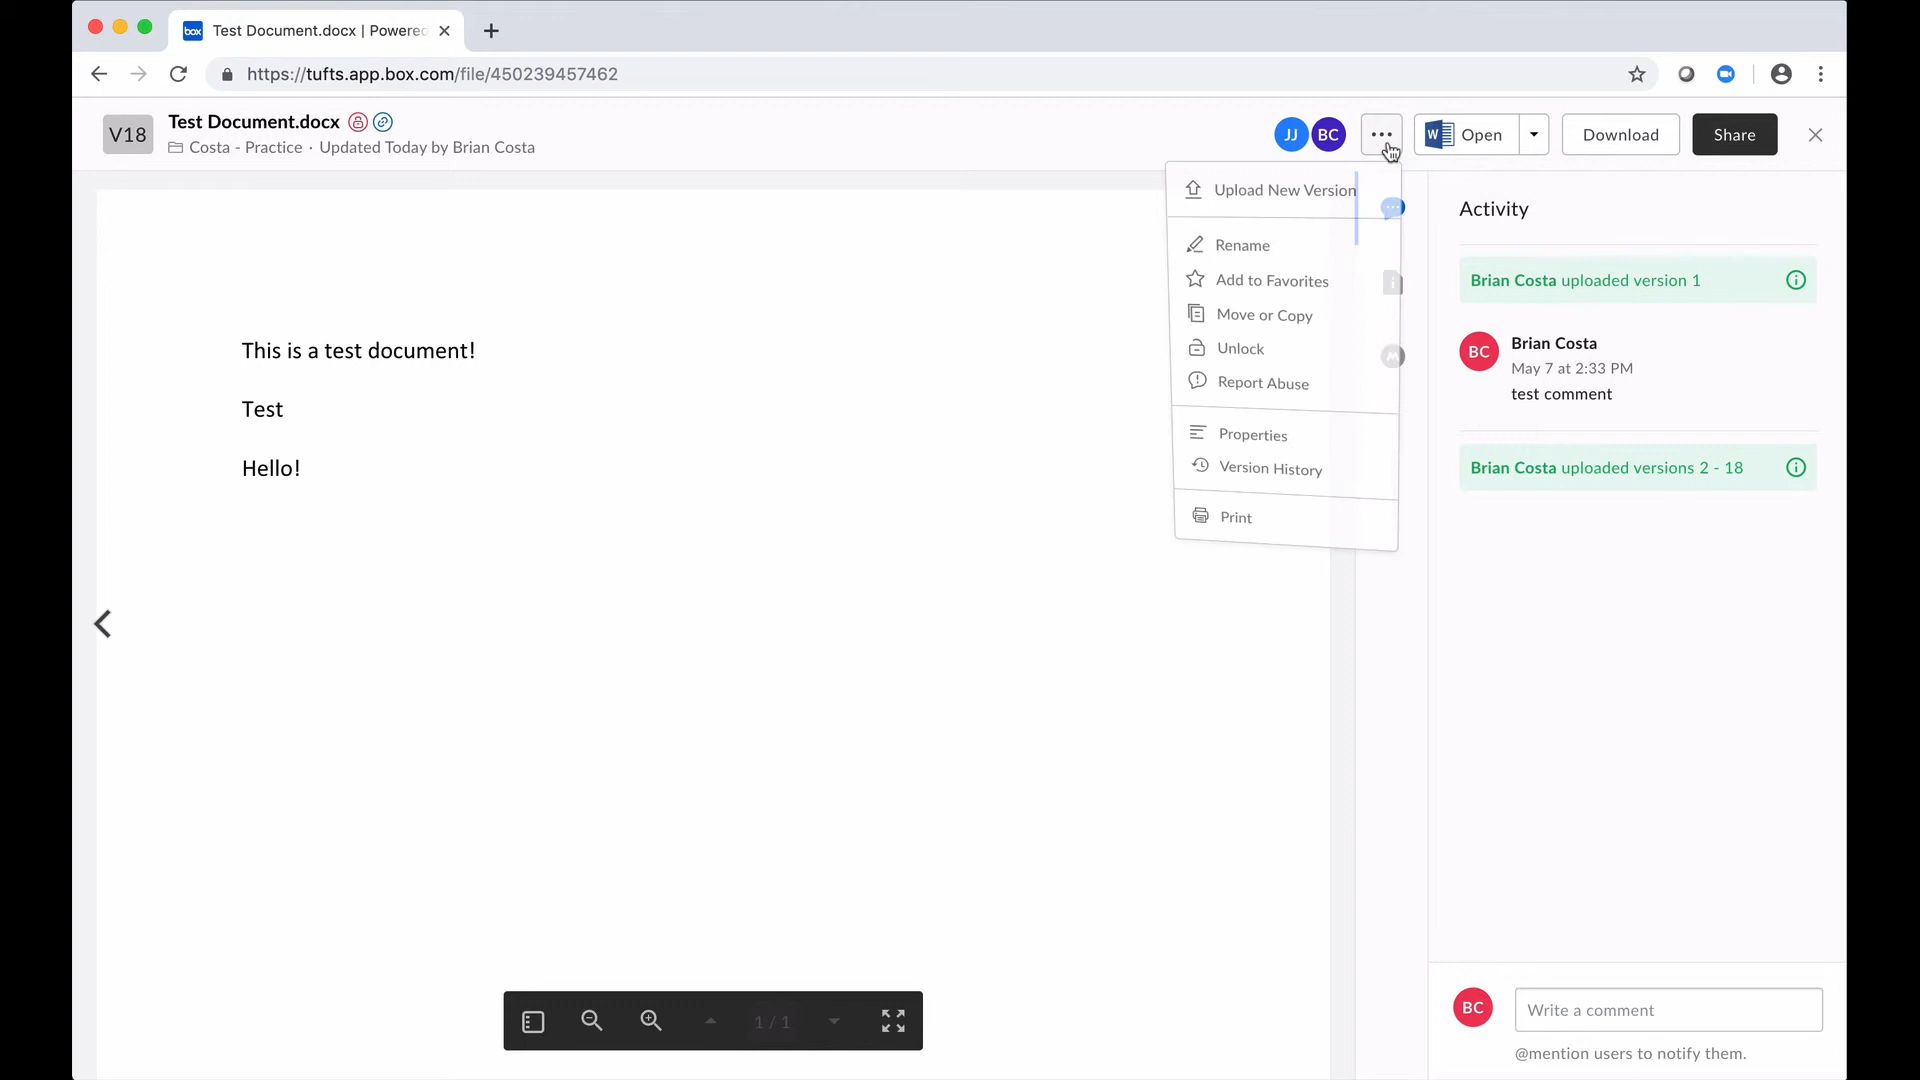 box
Test Document.docx | Powered
https://tufts.app.box.com/file/450239457462
V18
Test Document.docx
Costa - Practice · Updated Today by Brian Costa
JJ
BC
W
Open
Download
Share
Upload New Version
Rename
Add to Favorites
Move or Copy
Unlock
Report Abuse
Properties
Version History
Print
This is a test document!
Test
Hello!
Activity
Brian Costa uploaded version 1
BC
Brian Costa
May 7 at 2:33 PM
test comment
Brian Costa uploaded versions 2 - 18
1 / 1
BC
Write a comment
@mention users to notify them.